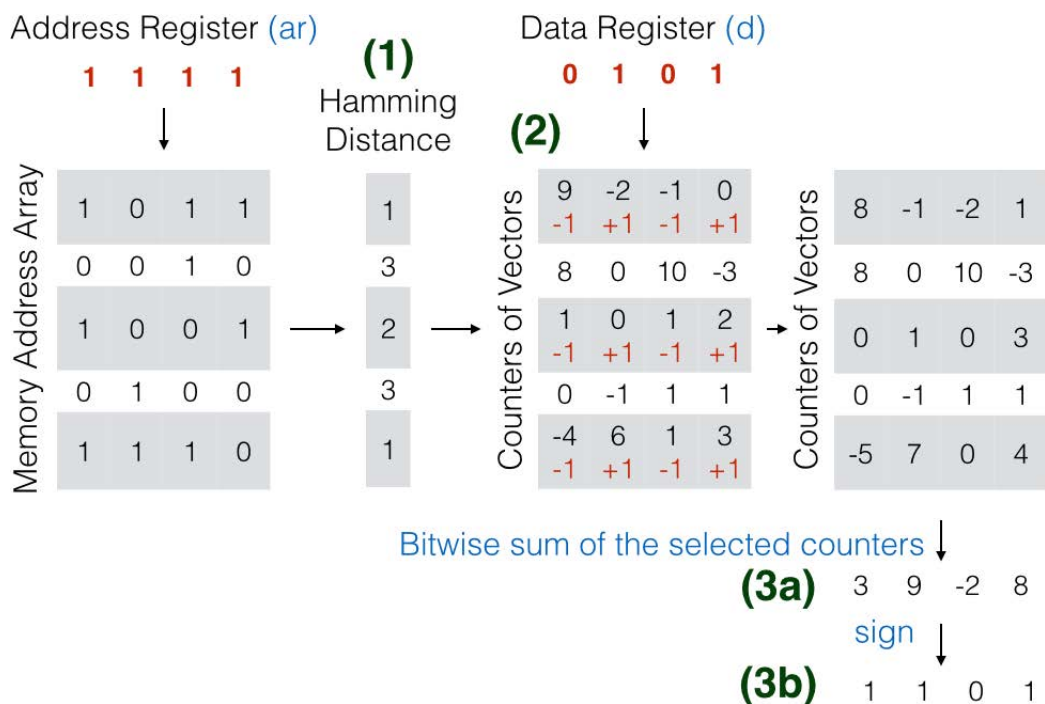 Address Register (ar)
1 1 1 1
(1)
Hamming
Distance
Data Register (d)
0 1 0 1
(2)
Memory Address Array
1 0 1 1
0 0 1 0
1 0 0 1
0 1 0 0
1 1 1 0
1
3
2
3
1
Counters of Vectors
9 -2 -1 0
-1 +1 -1 +1
8 0 10 -3
1 0 1 2
-1 +1 -1 +1
0 -1 1 1
-4 6 1 3
-1 +1 -1 +1
Counters of Vectors
8 -1 -2 1
8 0 10 -3
0 1 0 3
0 -1 1 1
-5 7 0 4
Bitwise sum of the selected counters
(3a) 3 9 -2 8
sign
(3b) 1 1 0 1